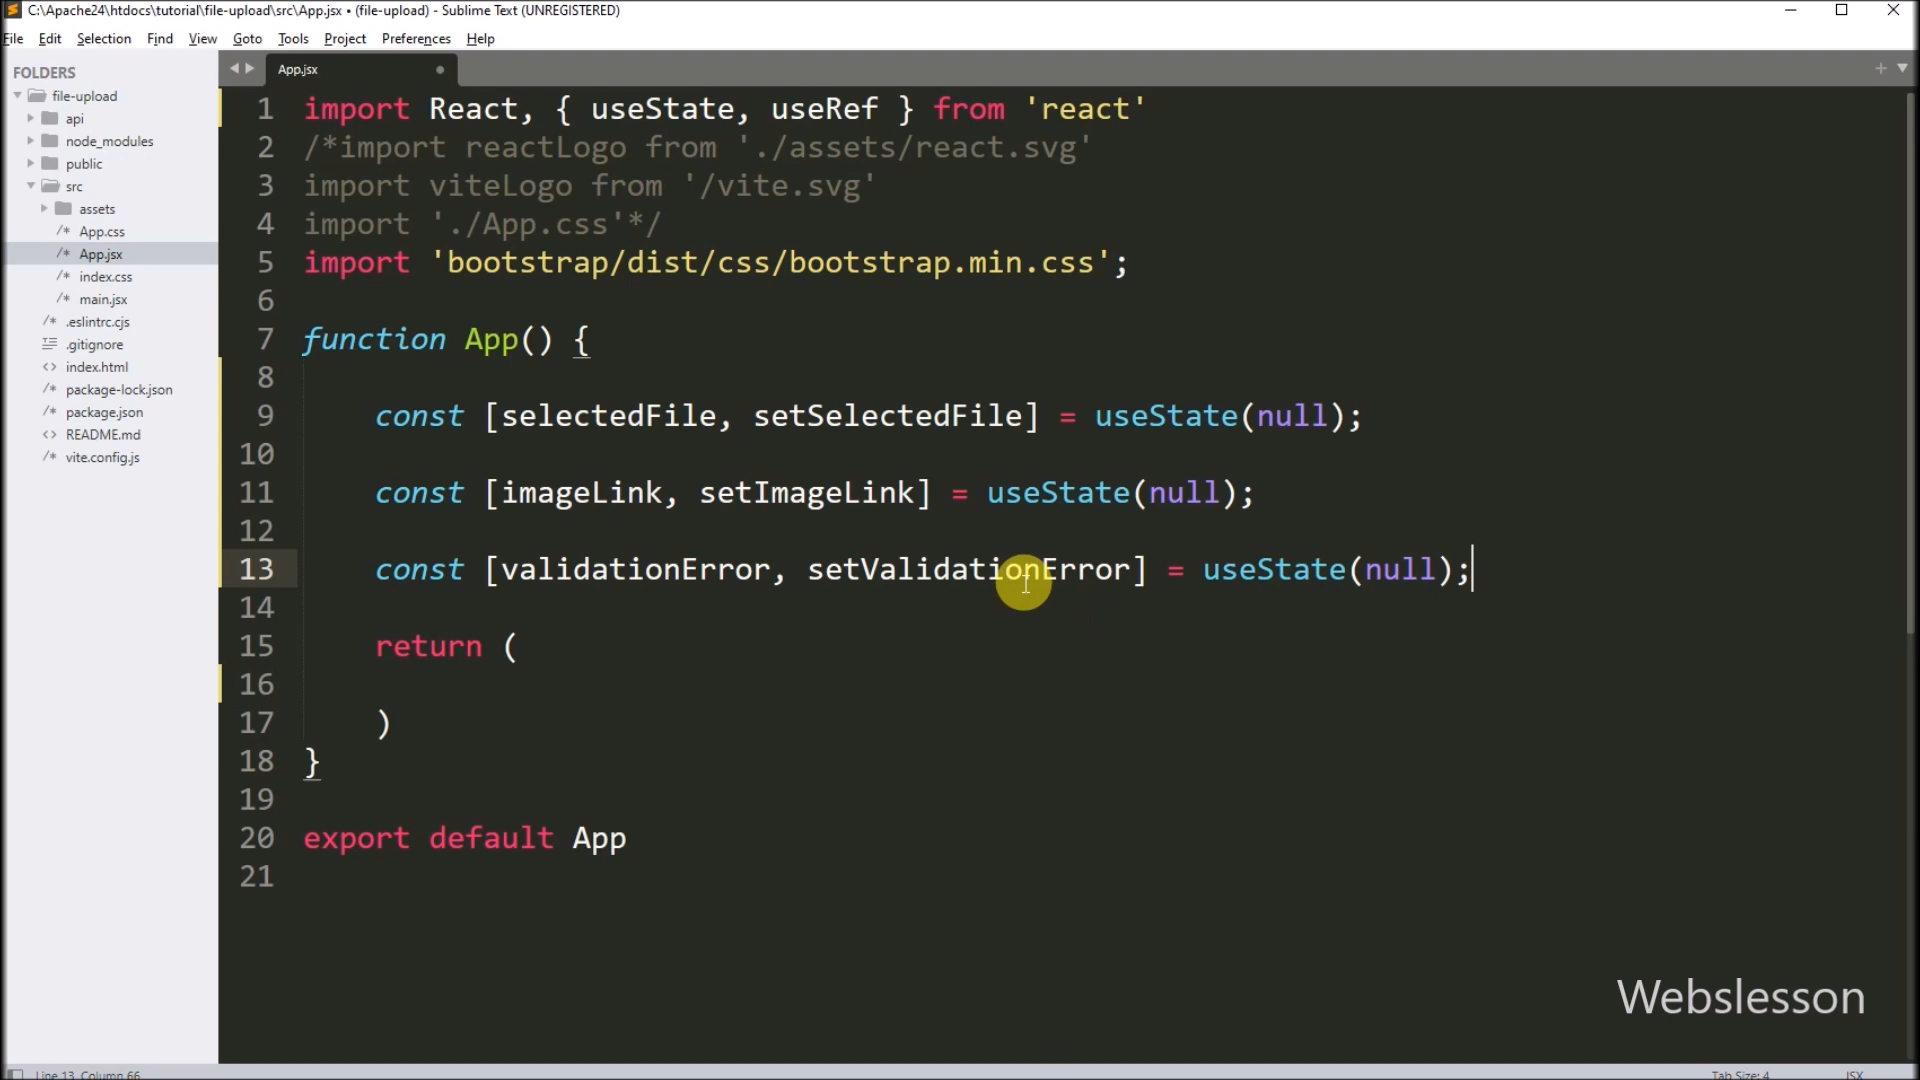 C:\Apache24\htdocs\tutorial\file-upload\src\App.jsx • (file-upload) - Sublime Text (UNREGISTERED)
File Edit Selection Find View Goto Tools Project Preferences Help
FOLDERS
file-upload
api
node_modules
public
src
assets
/* App.css
/* App.jsx
/* index.css
/* main.jsx
/* .eslintrc.cjs
.gitignore
<> index.html
/* package-lock.json
/* package.json
<> README.md
/* vite.config.js
App.jsx
1 import React, { useState, useRef } from 'react'
2 /*import reactLogo from './assets/react.svg'
3 import viteLogo from '/vite.svg'
4 import './App.css'*/
5 import 'bootstrap/dist/css/bootstrap.min.css';
6
7 function App() {
8
9 const [selectedFile, setSelectedFile] = useState(null);
10
11 const [imageLink, setImageLink] = useState(null);
12
13 const [validationError, setValidationError] = useState(null);
14
15 return (
16
17 )
18 }
19
20 export default App
21
Webslesson
Line 13, Column 66
Tab Size: 4
JSX